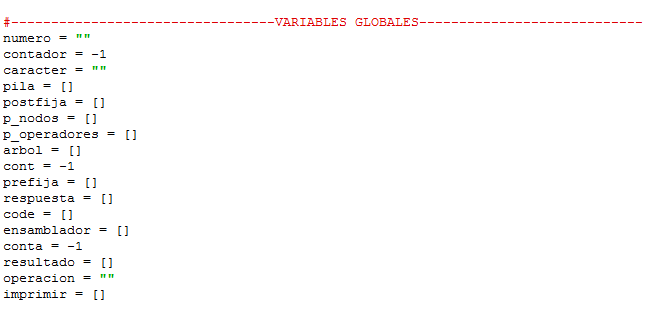 #---------------------------------VARIABLES GLOBALES----------------------------
numero = ""
contador = -1
caracter = ""
pila = []
postfija = []
p_nodos = []
p_operadores = []
arbol = []
cont = -1
prefija = []
respuesta = []
code = []
ensamblador = []
conta = -1
resultado = []
operacion = ""
imprimir = []